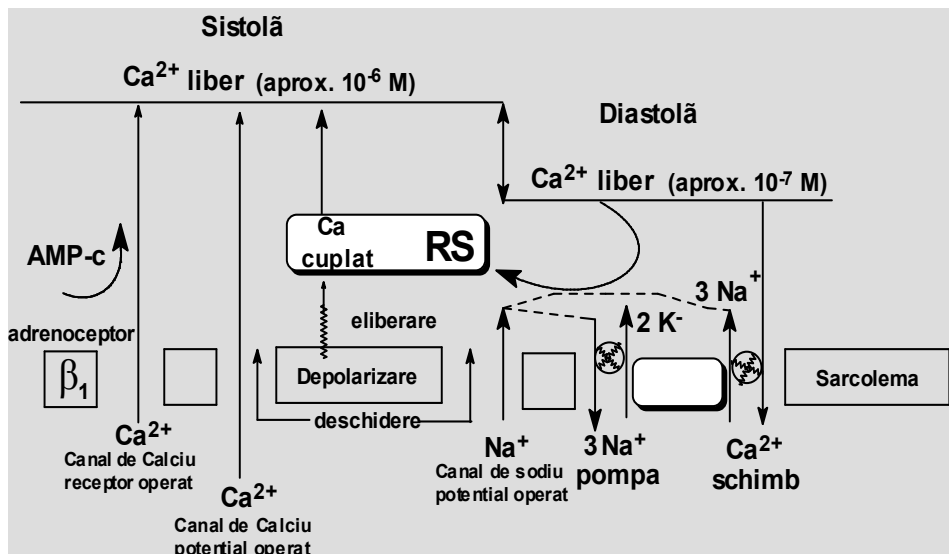 Sistolã
Ca2+ liber (aprox. 10-6 M)
Diastolã
Ca2+ liber (aprox. 10-7 M)
Ca
cuplat
RS
AMP-c
3 Na+
2 K-
eliberare
adrenoceptor
β1
Depolarizare
Sarcolema
deschidere
Ca2+
Canal de Calciu
receptor operat
Ca2+
Canal de Calciu
potential operat
Na+
Canal de sodiu
potential operat
3 Na+
pompa
Ca2+
schimb